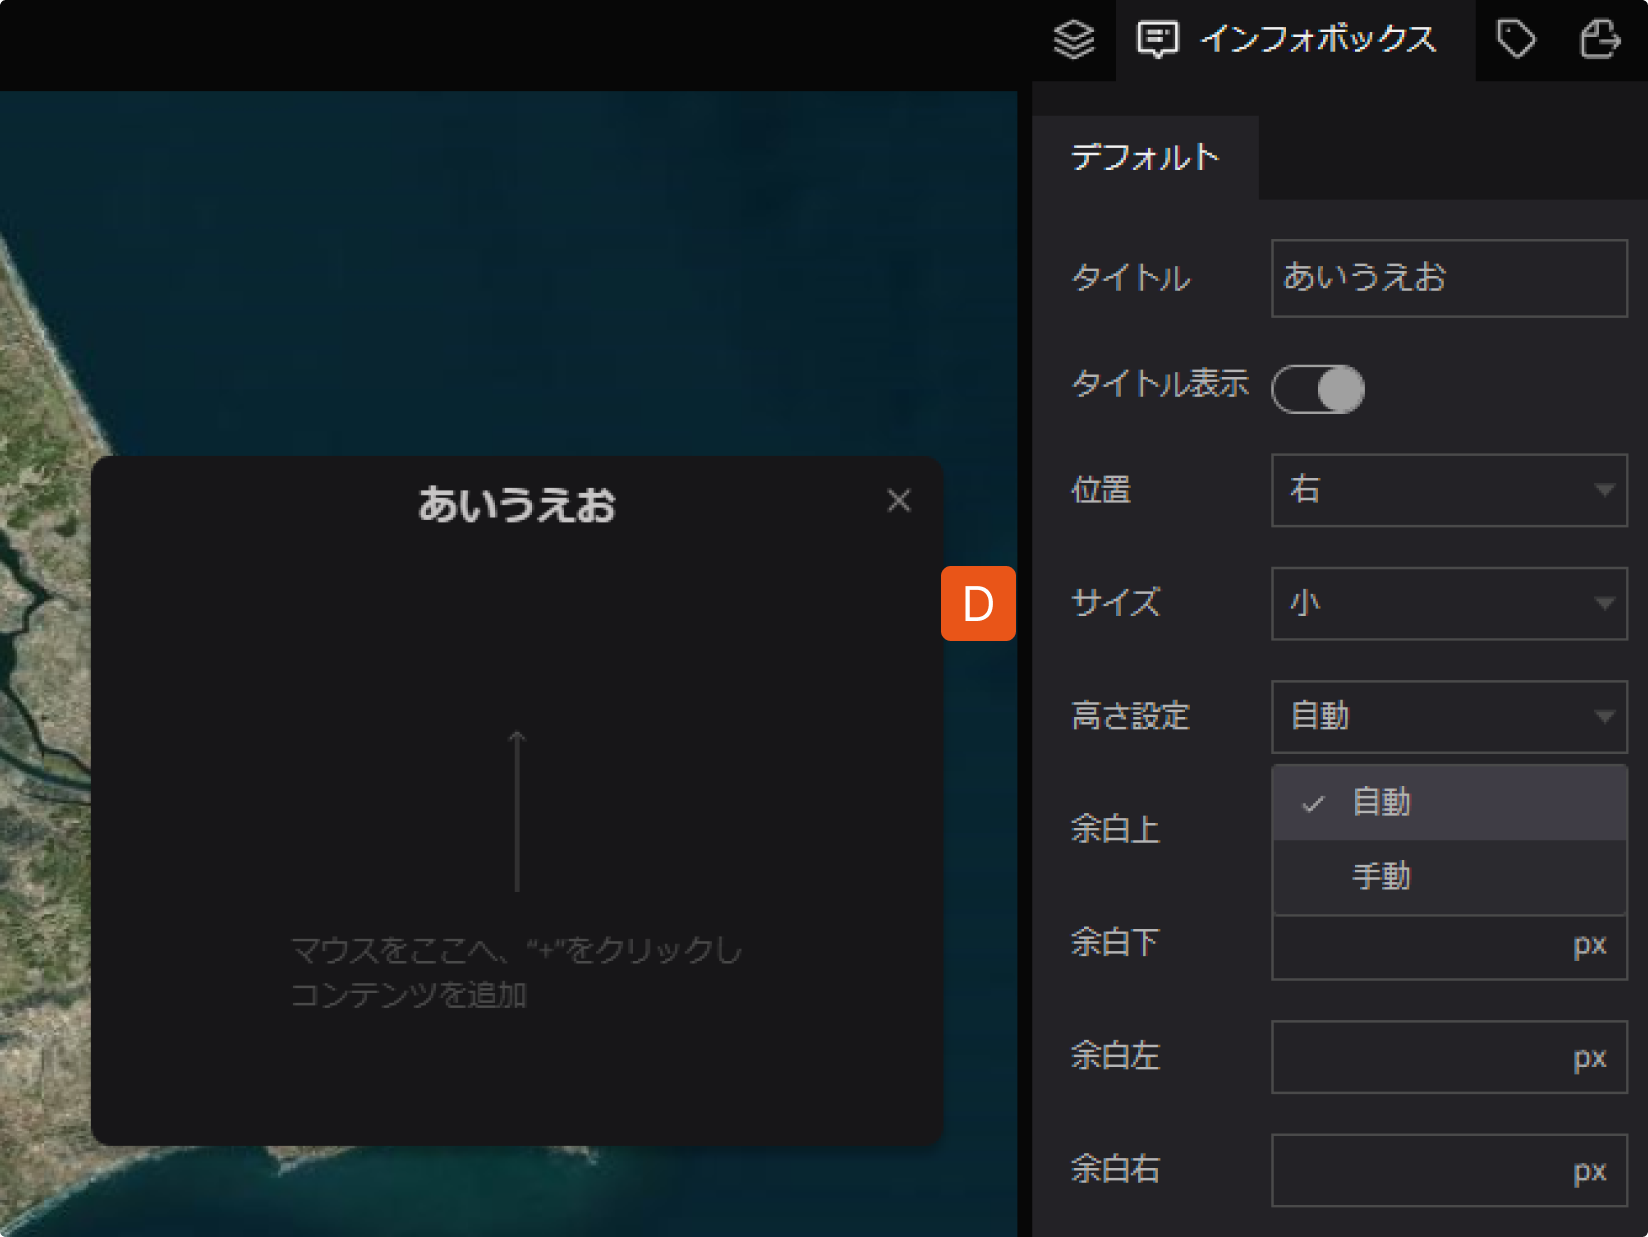 インフォボックス
デフォルト
タイトル
あいうえお
タイトル表示
位置
右
サイズ
小
高さ設定
自動
自動
手動
余白上
余白下
px
余白左
px
余白右
px
あいうえお
D
マウスをここへ、“+”をクリックし
コンテンツを追加